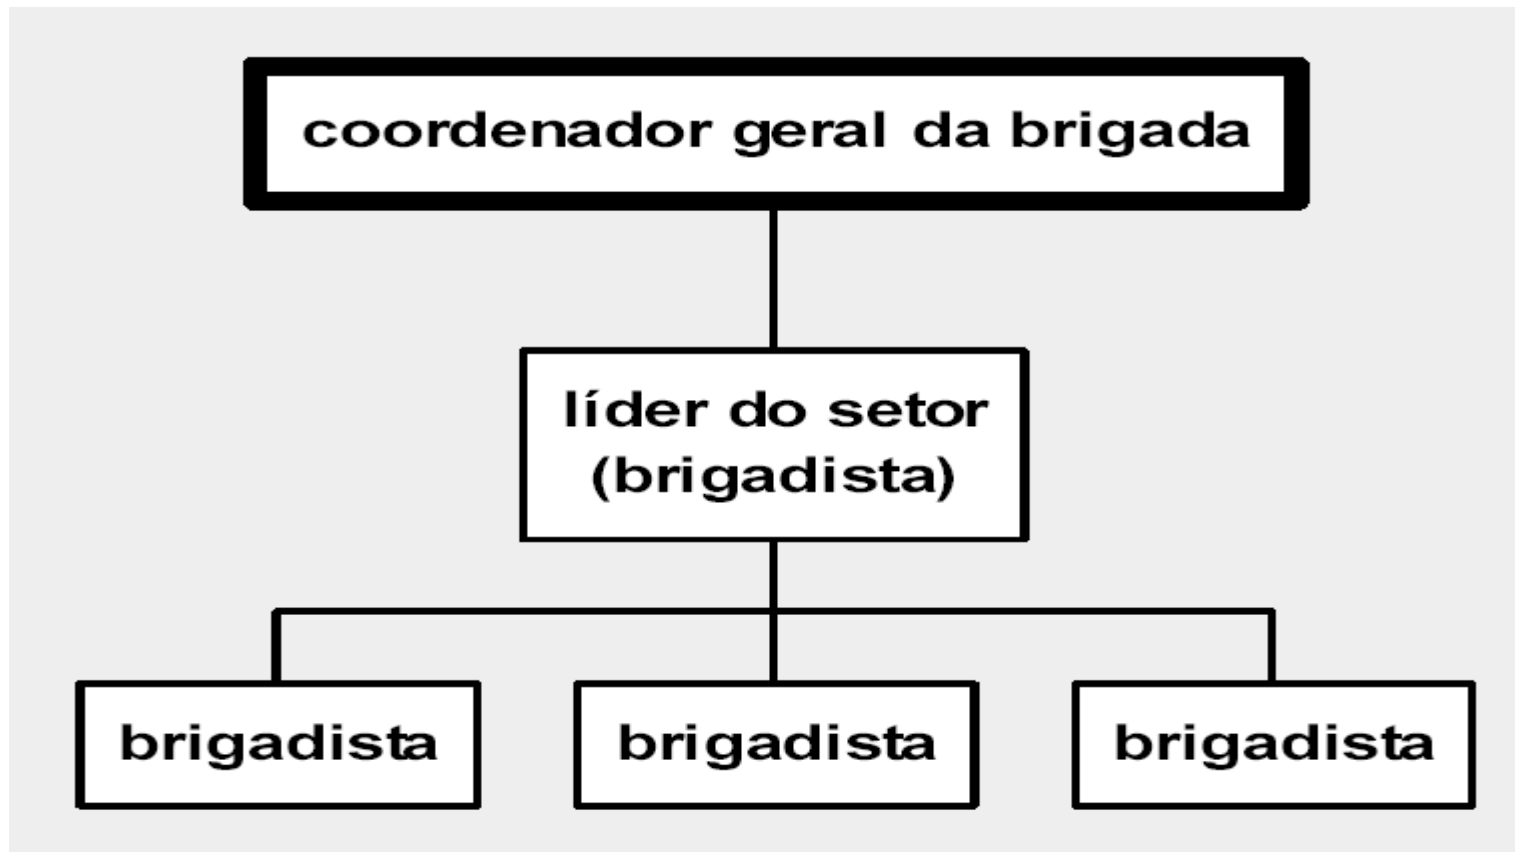 coordenador geral da brigada
líder do setor
(brigadista)
brigadista
brigadista
brigadista